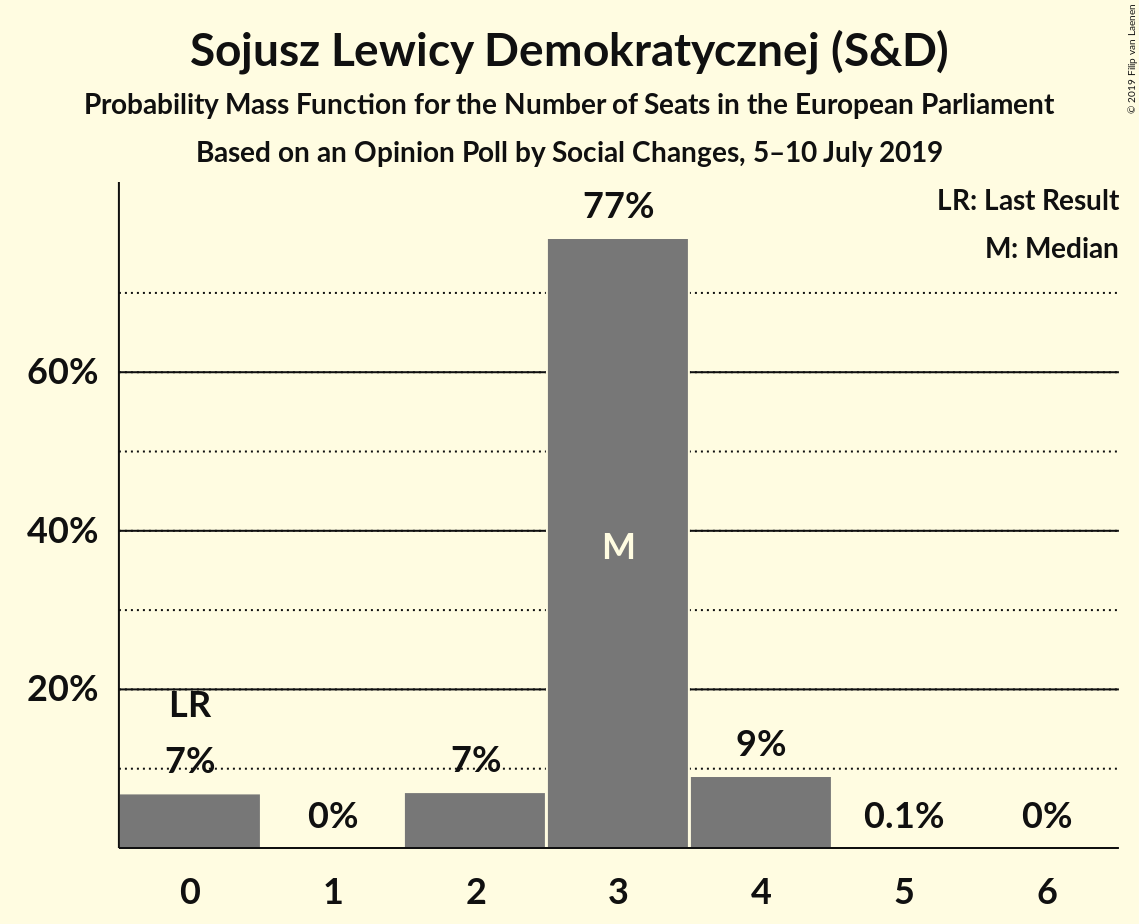 Sojusz Lewicy Demokratycznej (S&D)
Probability Mass Function for the Number of Seats in the European Parliament
Based on an Opinion Poll by Social Changes, 5–10 July 2019
© 2019 Filip van Laenen
LR: Last Result
M: Median
77%
60%
40%
M
20%
LR
7%
0%
7%
9%
0.1%
0%
0 1 2 3 4 5 6